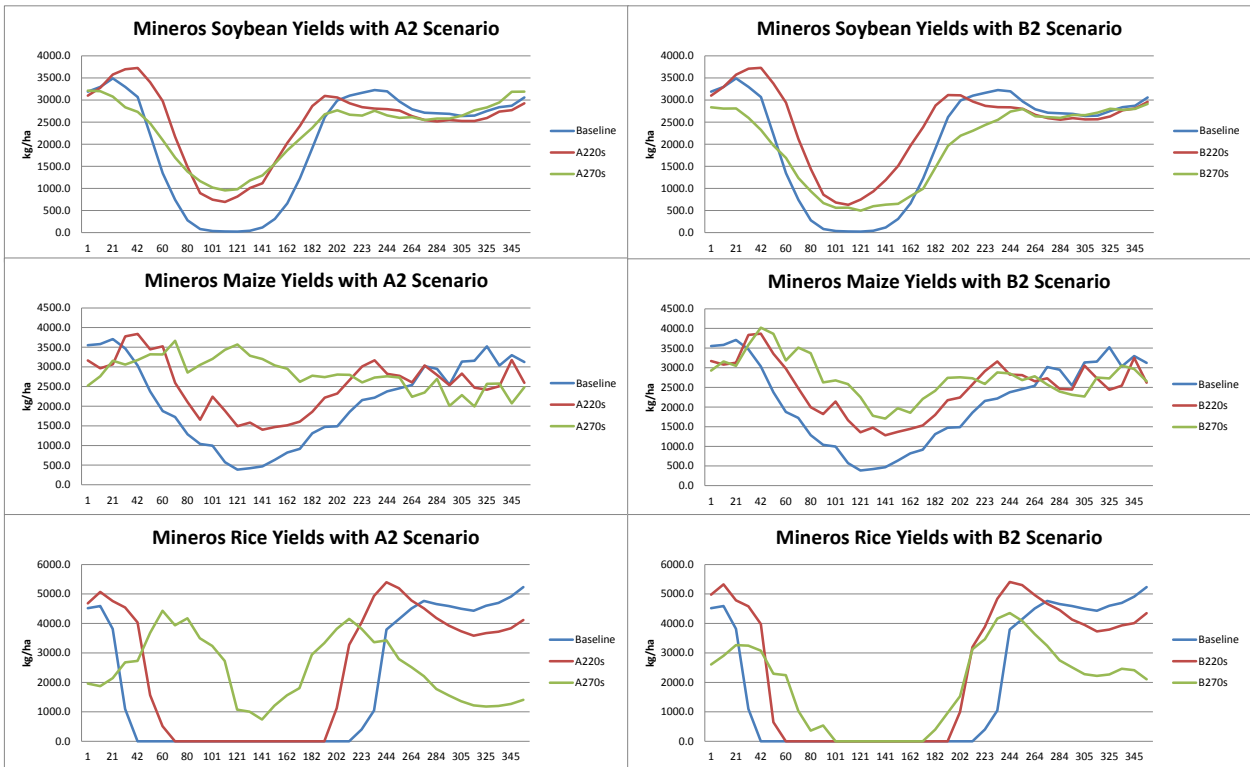 Mineros Soybean Yields with A2 Scenario
4000.0
3500.0
3000.0
2500.0
2000.0
1500.0
1000.0
500.0
0.0
kg/ha
1 21 42 60 80 101 121 141 162 182 202 223 244 264 284 305 325 345
Baseline
A220s
A270s
Mineros Soybean Yields with B2 Scenario
4000.0
3500.0
3000.0
2500.0
2000.0
1500.0
1000.0
500.0
0.0
kg/ha
1 21 42 60 80 101 121 141 162 182 202 223 244 264 284 305 325 345
Baseline
B220s
B270s
Mineros Maize Yields with A2 Scenario
4500.0
4000.0
3500.0
3000.0
2500.0
2000.0
1500.0
1000.0
500.0
0.0
kg/ha
1 21 42 60 80 101 121 141 162 182 202 223 244 264 284 305 325 345
Baseline
A220s
A270s
Mineros Maize Yields with B2 Scenario
4500.0
4000.0
3500.0
3000.0
2500.0
2000.0
1500.0
1000.0
500.0
0.0
kg/ha
1 21 42 60 80 101 121 141 162 182 202 223 244 264 284 305 325 345
Baseline
B220s
B270s
Mineros Rice Yields with A2 Scenario
6000.0
5000.0
4000.0
3000.0
2000.0
1000.0
0.0
kg/ha
1 21 42 60 80 101 121 141 162 182 202 223 244 264 284 305 325 345
Baseline
A220s
A270s
Mineros Rice Yields with B2 Scenario
6000.0
5000.0
4000.0
3000.0
2000.0
1000.0
0.0
kg/ha
1 21 42 60 80 101 121 141 162 182 202 223 244 264 284 305 325 345
Baseline
B220s
B270s